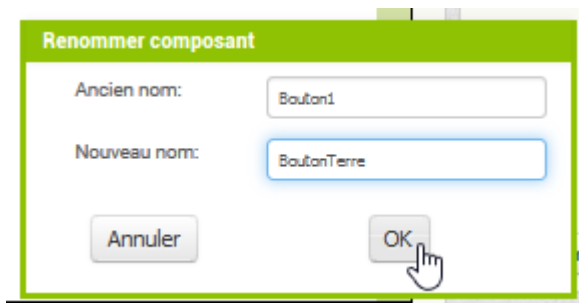 Renommer composant
Ancien nom: Bouton1
Nouveau nom: BoutonTerre
Annuler OK